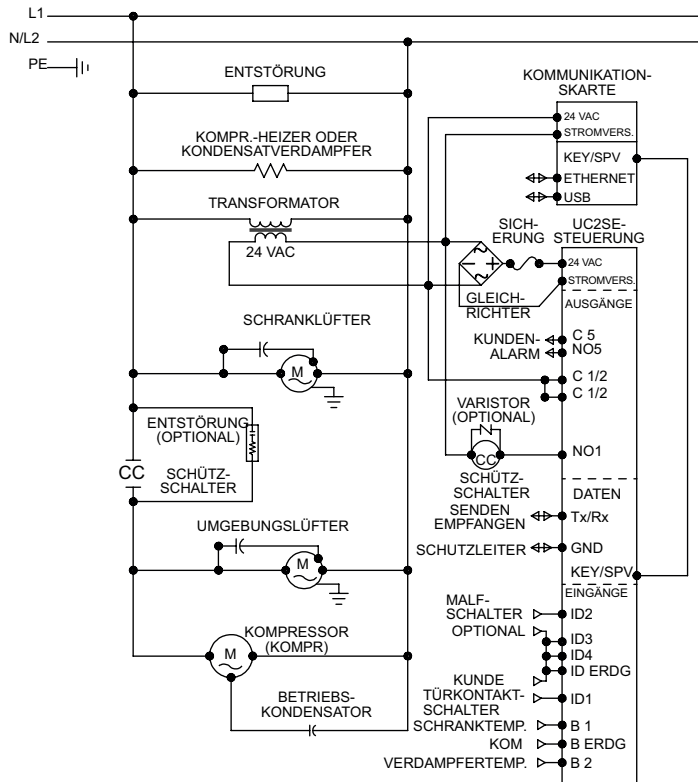 L1
N/L2
PE
ENTSTÖRUNG
KOMPR.-HEIZER ODER
KONDENSATVERDAMPFER
TRANSFORMATOR
24 VAC
SCHRANKLÜFTER
M
ENTSTÖRUNG
(OPTIONAL)
CC
SCHÜTZ-
SCHALTER
UMGEBUNGSLÜFTER
M
KOMPRESSOR
(KOMPR)
M
BETRIEBS-
KONDENSATOR
KOMMUNIKATION-
SKARTE
24 VAC
STROMVERS.
KEY/SPV
ETHERNET
USB
SICH-
ERUNG
UC2SE-
STEUERUNG
24 VAC
STROMVERS.
GLEICH-
RICHTER
AUSGÄNGE
KUNDEN-
ALARM
C 5
NO5
C 1/2
C 1/2
VARISTOR
(OPTIONAL)
CC
NO1
SCHÜTZ-
SCHALTER
DATEN
SENDEN
EMPFANGEN
Tx/Rx
SCHUTZLEITER
GND
KEY/SPV
EINGÄNGE
MALF-
SCHALTER
ID2
OPTIONAL
ID3
ID4
ID ERDG
KUNDE
TÜRKONTAKT-
SCHALTER
ID1
SCHRANKTEMP.
B 1
KOM
B ERDG
VERDAMPFERTEMP.
B 2